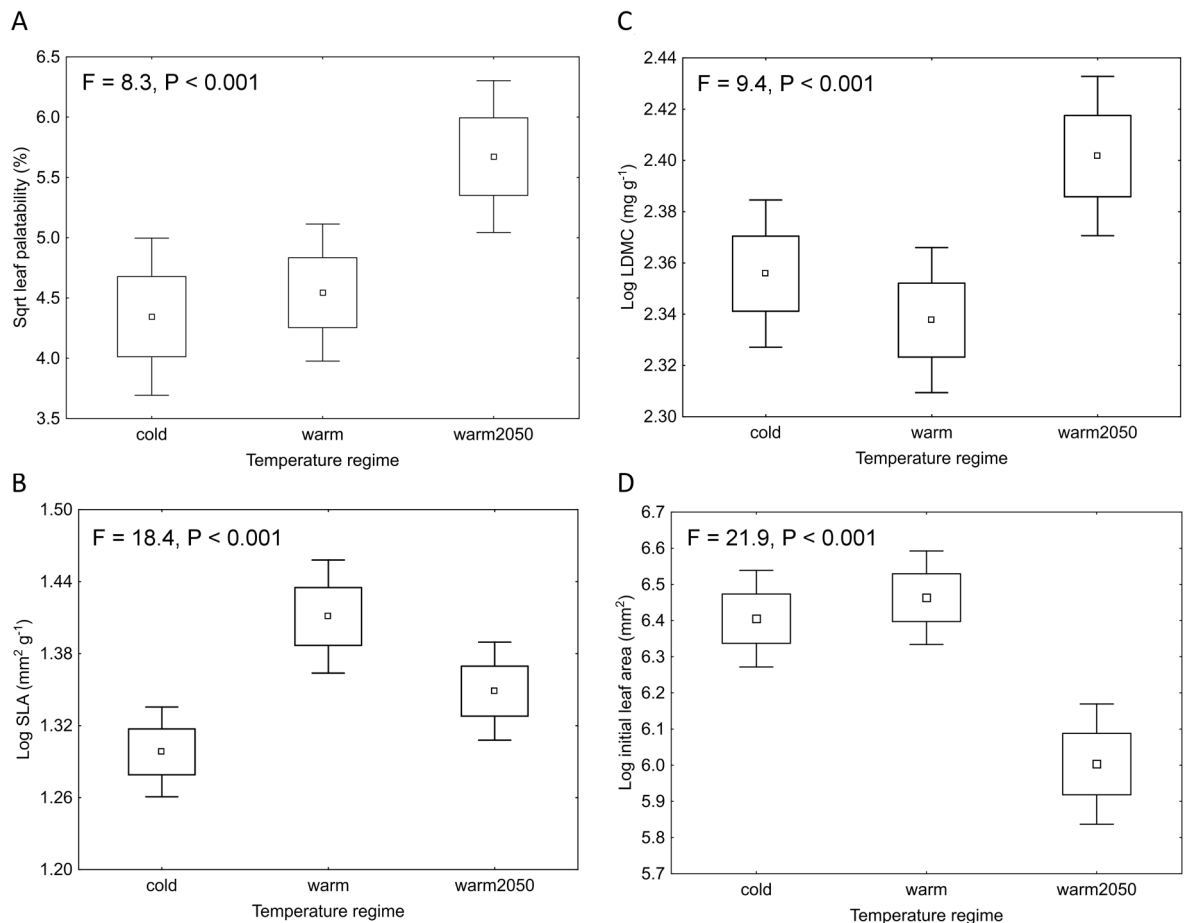 A
F = 8.3, P < 0.001
Sqrt leaf palatability (%)
6.5
6.0
5.5
5.0
4.5
4.0
3.5
cold warm warm2050
Temperature regime
C
F = 9.4, P < 0.001
Log LDMC (mg g-1)
2.44
2.42
2.40
2.38
2.36
2.34
2.32
2.30
cold warm warm2050
Temperature regime
B
F = 18.4, P < 0.001
Log SLA (mm2 g-1)
1.50
1.44
1.38
1.32
1.26
1.20
cold warm warm2050
Temperature regime
D
F = 21.9, P < 0.001
Log initial leaf area (mm2)
6.7
6.6
6.5
6.4
6.3
6.2
6.1
6.0
5.9
5.8
5.7
cold warm warm2050
Temperature regime